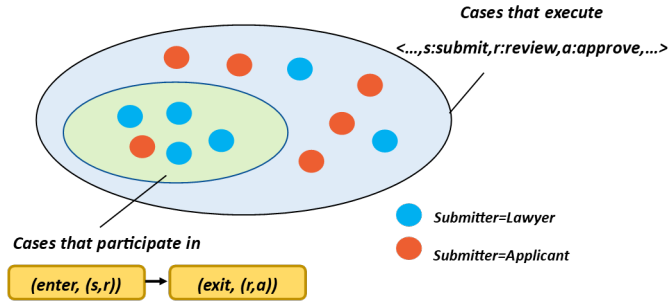 Cases that execute
<...,s:submit,r:review,a:approve,...>
Submitter=Lawyer
Submitter=Applicant
Cases that participate in
(enter, (s,r))
(exit, (r,a))